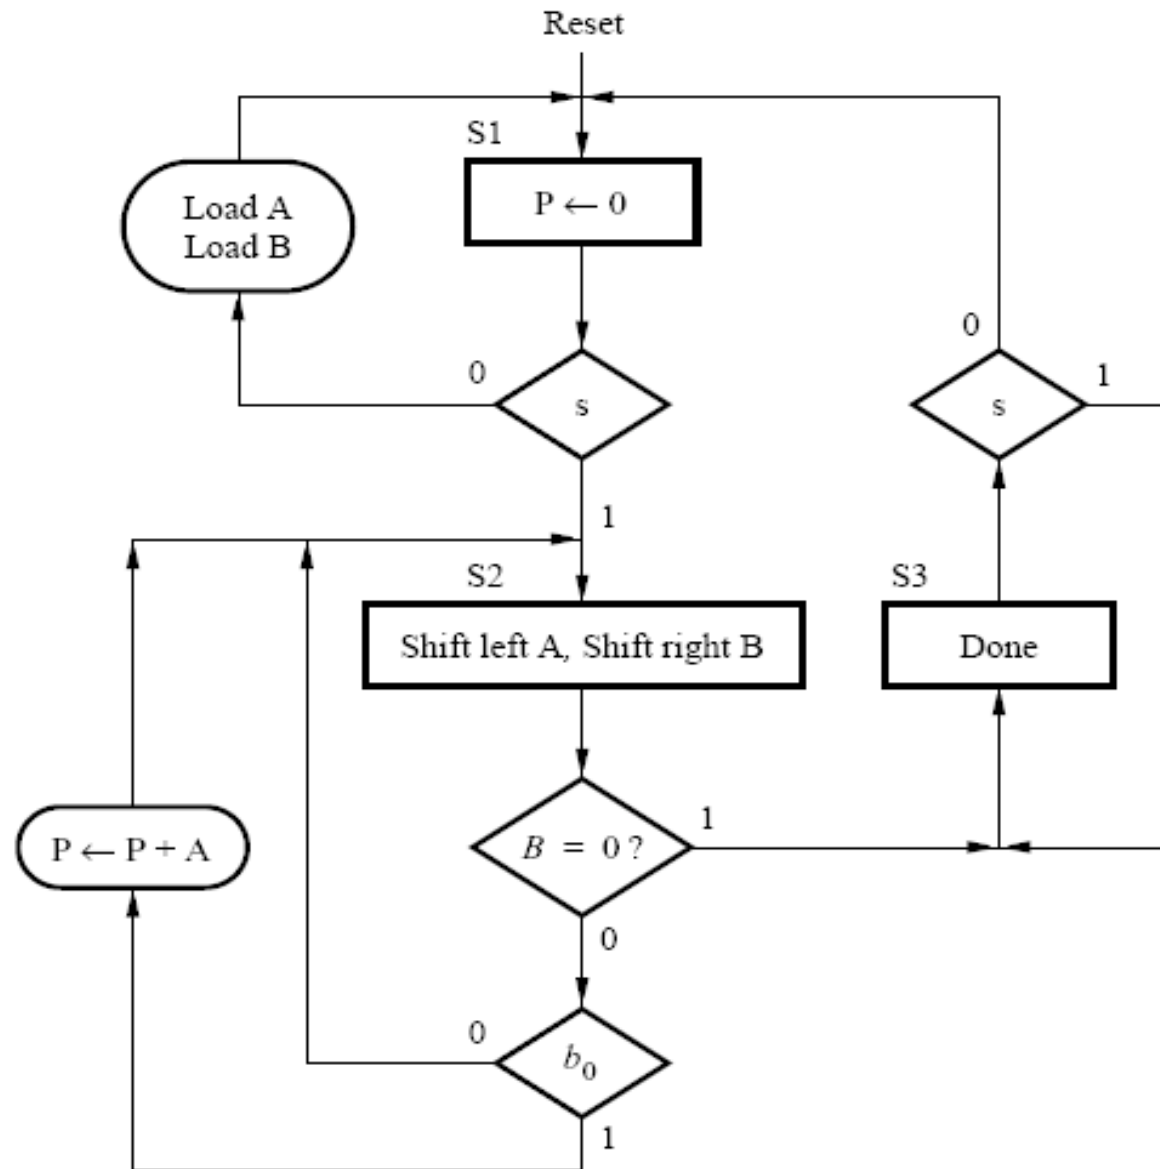 Reset
S1
P ← 0
Load A
Load B
0
s
1
0
s
1
S2
Shift left A, Shift right B
S3
Done
P ← P + A
B = 0 ?
1
0
0
b₀
1